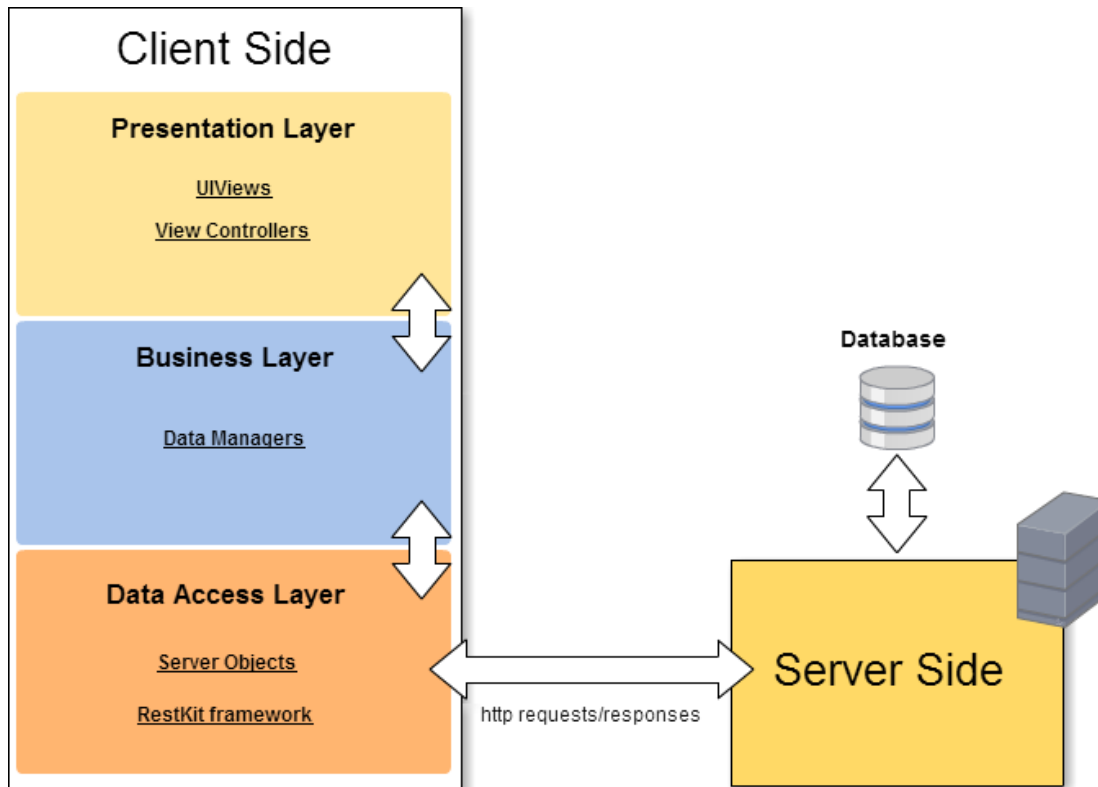 Client Side
Presentation Layer
UIViews
View Controllers
Business Layer
Data Managers
Data Access Layer
Server Objects
RestKit framework
http requests/responses
Database
Server Side